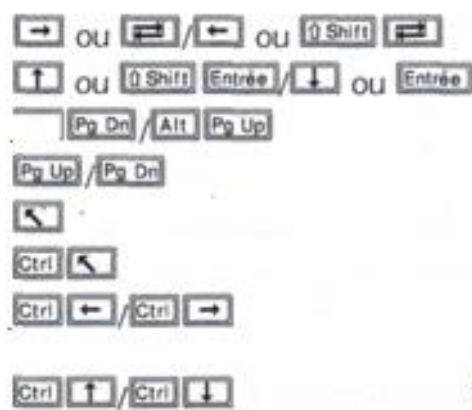 → ou ⇄/← ou ⇧ Shift ⇄
↑ ou ⇧ Shift Entrée/↓ ou Entrée
Pg Dn/Alt Pg Up
Pg Up/Pg Dn
↖
Ctrl ↖
Ctrl ←/Ctrl →
Ctrl ↑/Ctrl ↓